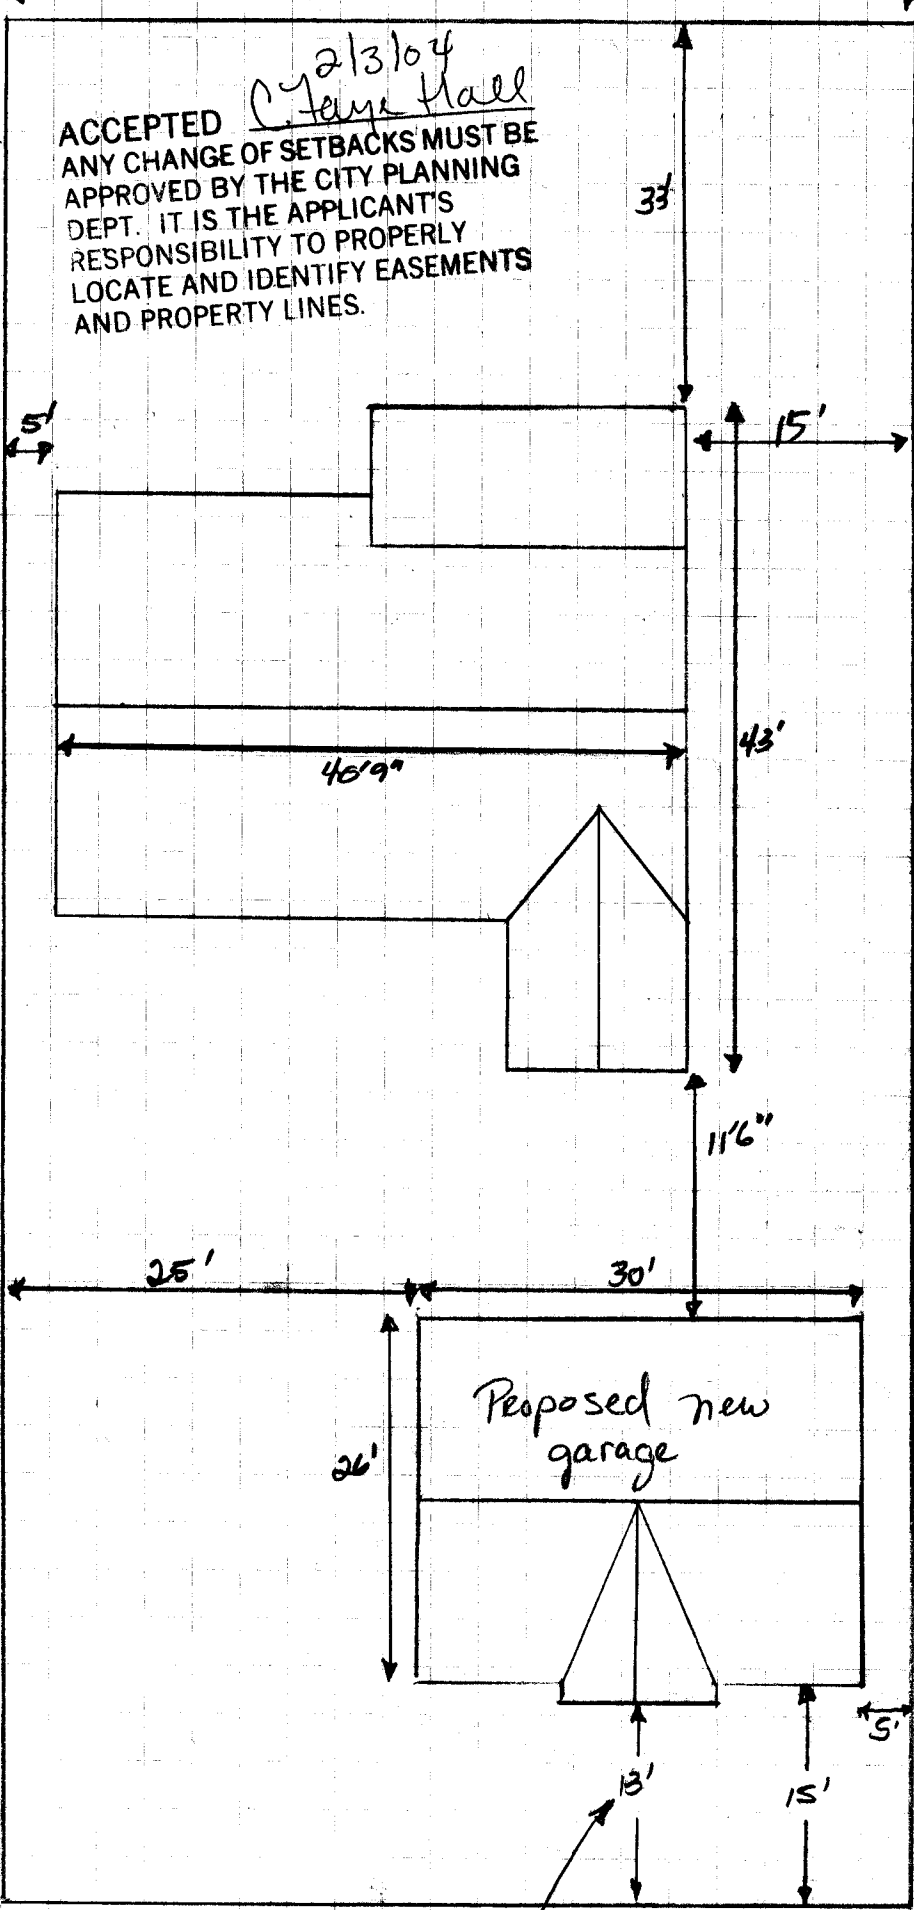 2/3/04
ACCEPTED C. Faye Hall
ANY CHANGE OF SETBACKS MUST BE
APPROVED BY THE CITY PLANNING
DEPT. IT IS THE APPLICANT'S
RESPONSIBILITY TO PROPERLY
LOCATE AND IDENTIFY EASEMENTS
AND PROPERTY LINES.
33'
5'
15'
43'
40'9"
11'6"
25'
30'
Proposed new
garage
26'
5'
13'
15'